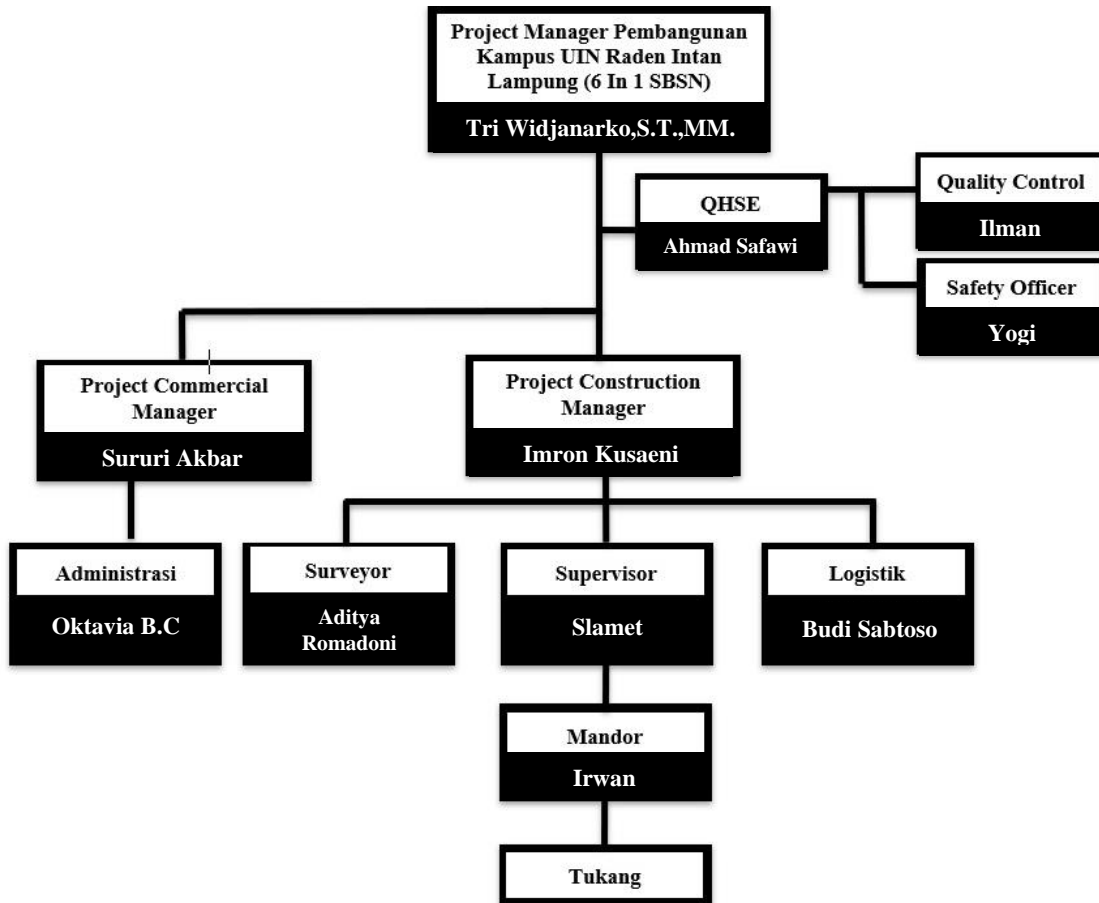 Project Manager Pembangunan
Kampus UIN Raden Intan
Lampung (6 In 1 SBSN)
Tri Widjanarko,S.T.,MM.
QHSE
Ahmad Safawi
Quality Control
Ilman
Safety Officer
Yogi
Project Commercial
Manager
Sururi Akbar
Project Construction
Manager
Imron Kusaeni
Administrasi
Oktavia B.C
Surveyor
Aditya
Romadoni
Supervisor
Slamet
Logistik
Budi Sabtoso
Mandor
Irwan
Tukang